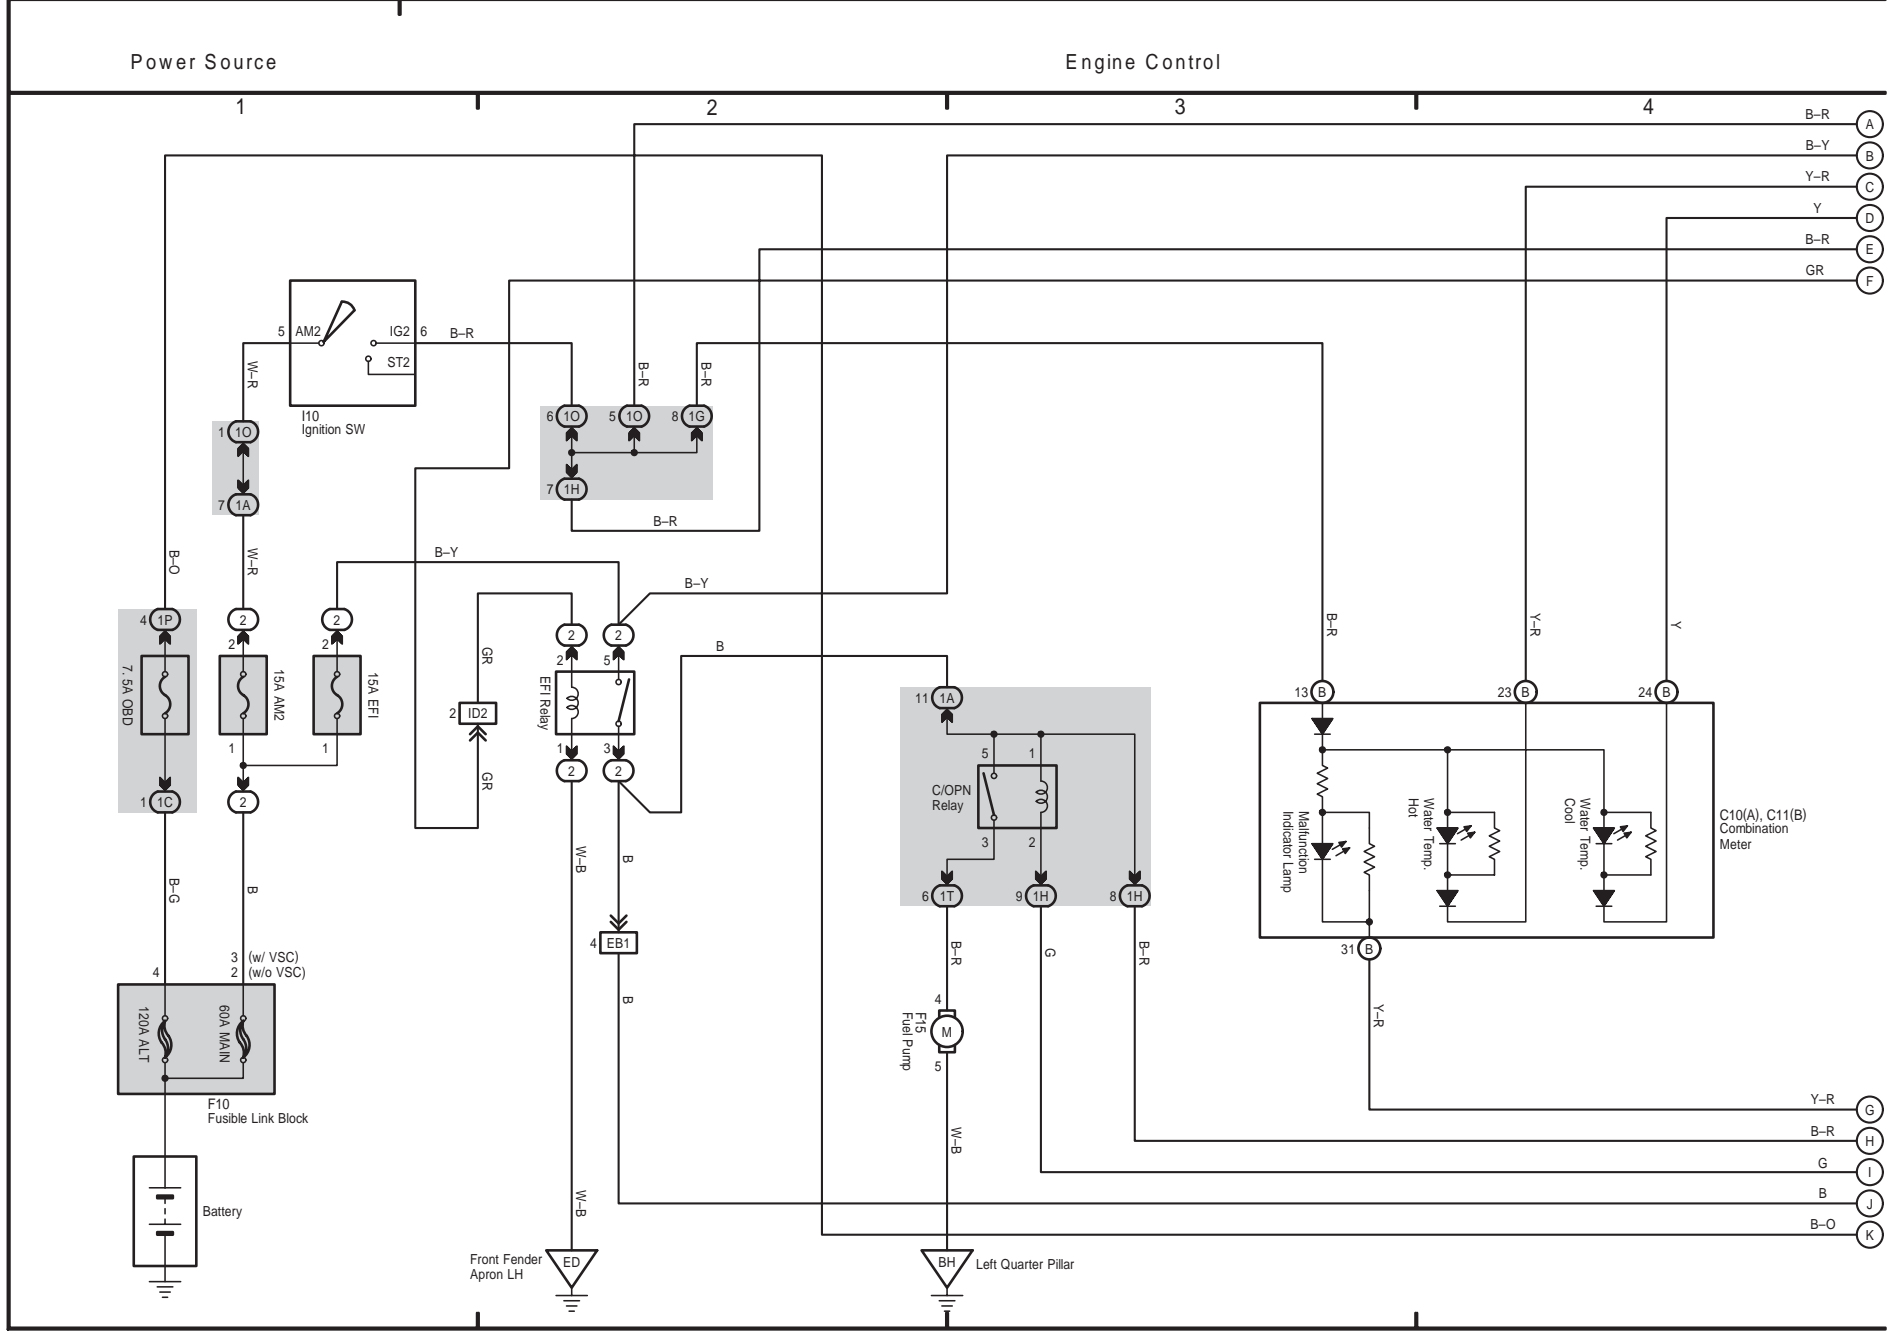 Power Source
Engine Control
1
2
3
4
B–R
A
B–Y
B
Y–R
C
Y
D
B–R
E
GR
F
5
AM2
IG2
6
B–R
ST2
I10
Ignition SW
W–R
1
1O
7
1A
W–R
B–R
B–R
6
1O
5
1O
8
1G
7
1H
B–R
B–O
B–Y
B–Y
4
1P
2
2
2
2
7. 5A OBD
15A AM2
15A EFI
1
1
1
1C
2
GR
2
ID2
GR
2
2
2
5
EFI Relay
1
3
2
2
B
11
1A
5
1
C/OPN
Relay
3
2
6
1T
9
1H
8
1H
B–R
Y–R
Y
13
B
23
B
24
B
Malfunction
Indicator Lamp
Water Temp.
Hot
Water Temp.
Cool
C10(A), C11(B)
Combination
Meter
31
B
Y–R
B–G
B
W–B
B
4
EB1
B
B–R
G
B–R
3
(w/ VSC)
4
2
(w/o VSC)
120A ALT
60A MAIN
F10
Fusible Link Block
4
F15
Fuel Pump
M
5
W–B
W–B
Battery
Y–R
G
B–R
H
G
I
B
J
B–O
K
Front Fender
Apron LH
ED
BH
Left Quarter Pillar